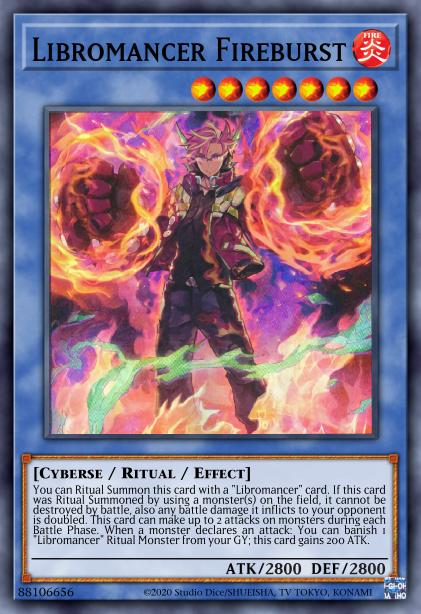 LIBROMANCER FIREBURST
FIRE
炎
[CYBERSE / RITUAL / EFFECT]
You can Ritual Summon this card with a "Libromancer" card. If this
card was Ritual Summoned by using a monster(s) on the field, it cannot be
destroyed by battle, also any battle damage it inflicts to your opponent
is doubled. This card can make up to 2 attacks on monsters during each
Battle Phase. When a monster declares an attack: You can banish 1
"Libromancer" Ritual Monster from your GY; this card gains 200 ATK.
ATK/2800 DEF/2800
88106656
©2020 Studio Dice/SHUEISHA, TV TOKYO, KONAMI